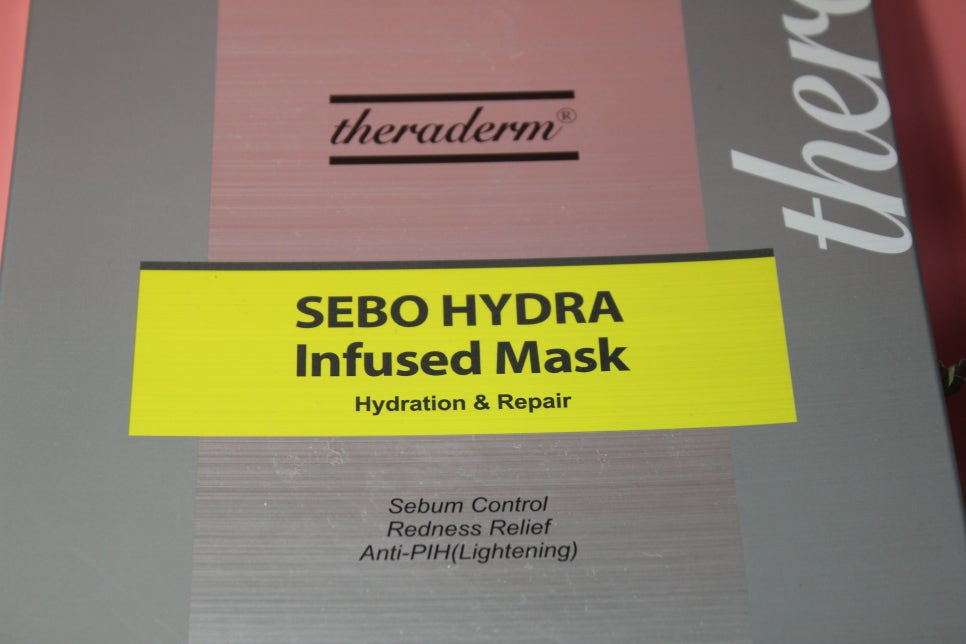 theraderm®
SEBO HYDRA
Infused Mask
Hydration & Repair
Sebum Control
Redness Relief
Anti-PIH(Lightening)